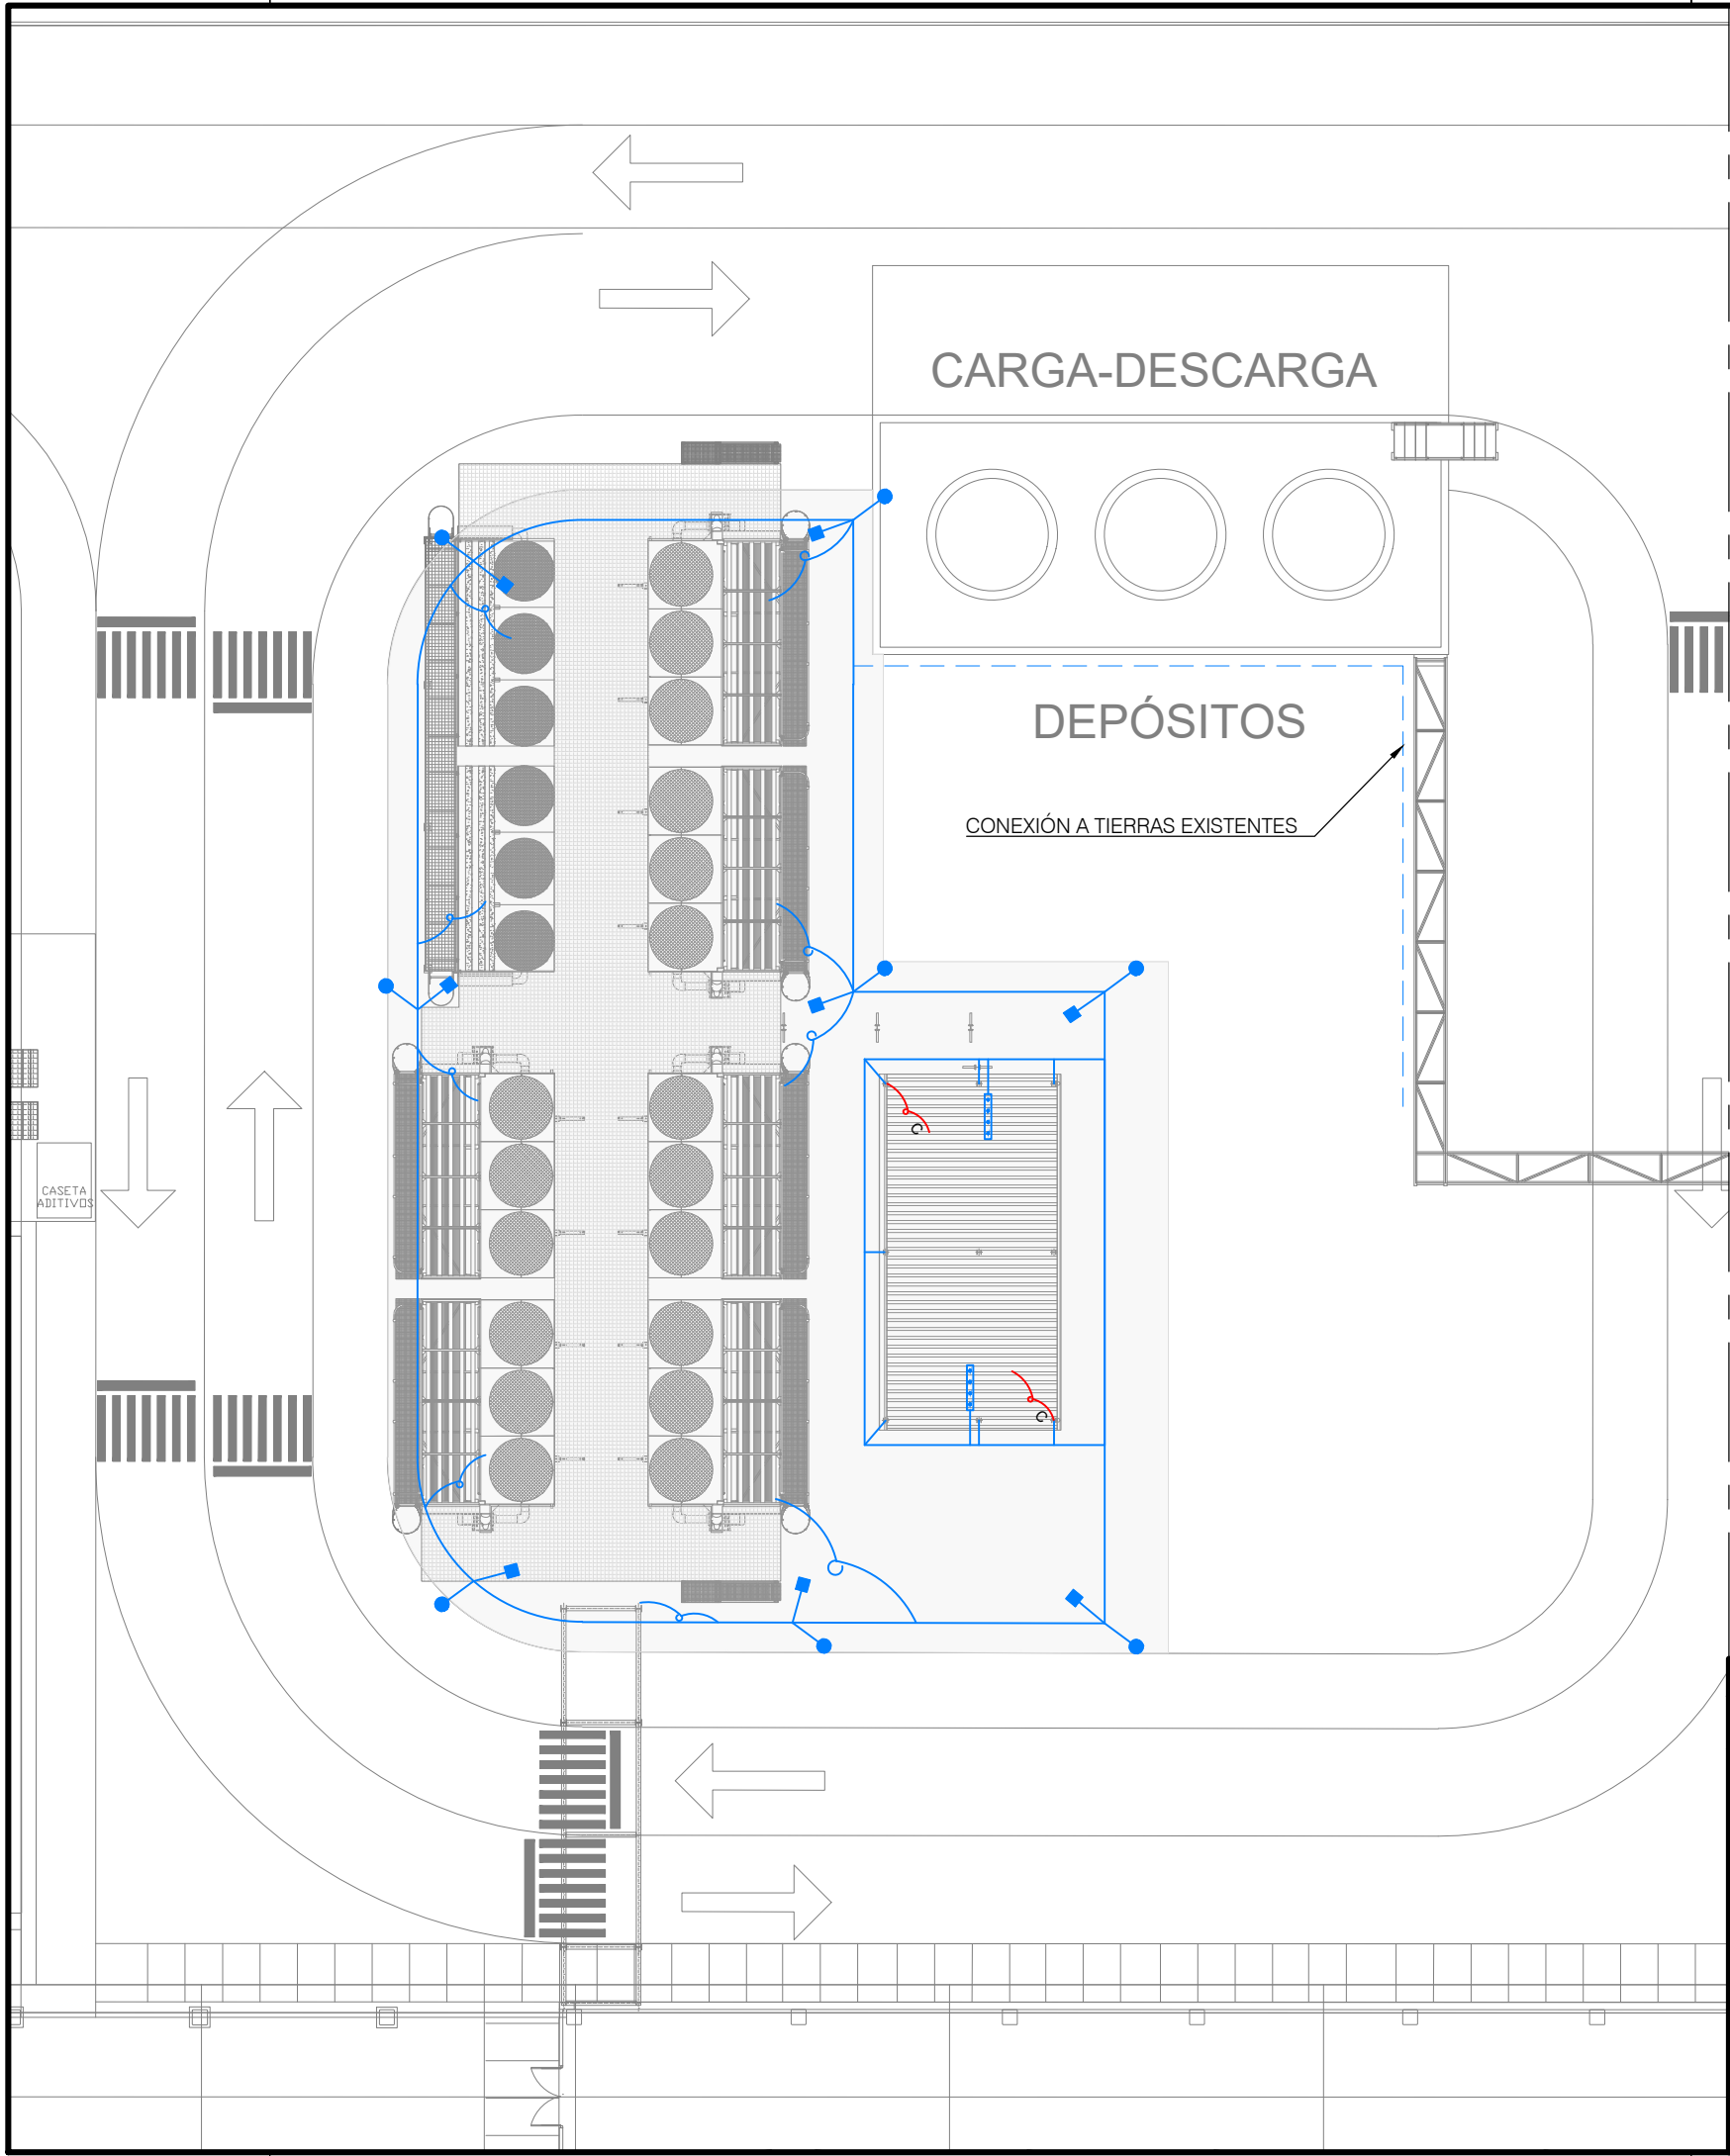 CARGA-DESCARGA
DEPÓSITOS
CONEXIÓN A TIERRAS EXISTENTES
CASETA
ADITIVOS